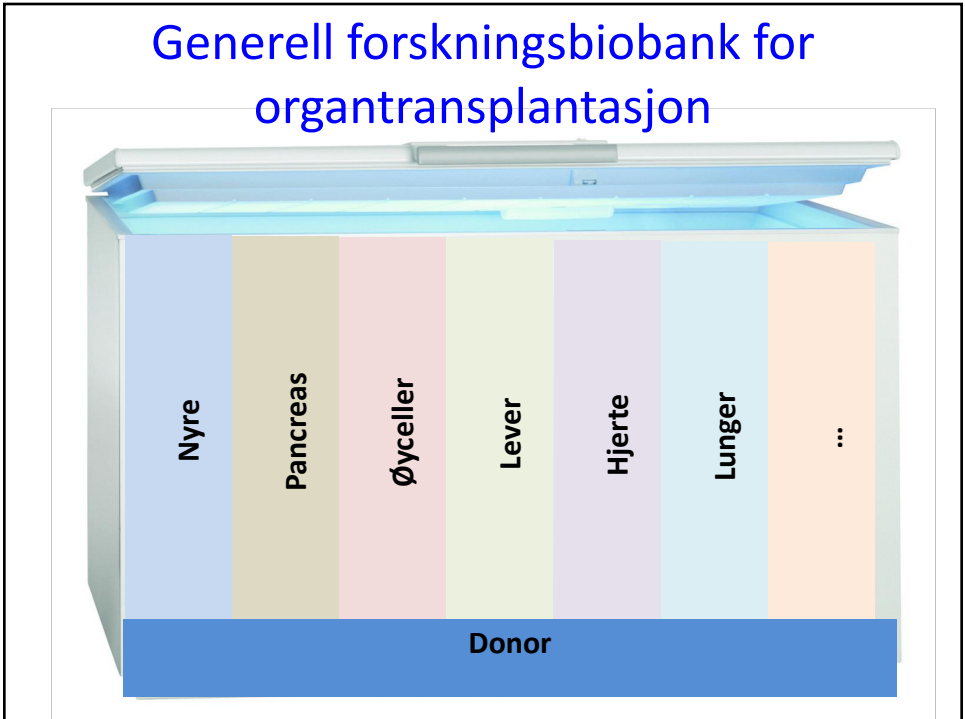 Generell forskningsbiobank for
organtransplantasjon
Nyre
Pancreas
Øyceller
Lever
Hjerte
Lunger
...
Donor